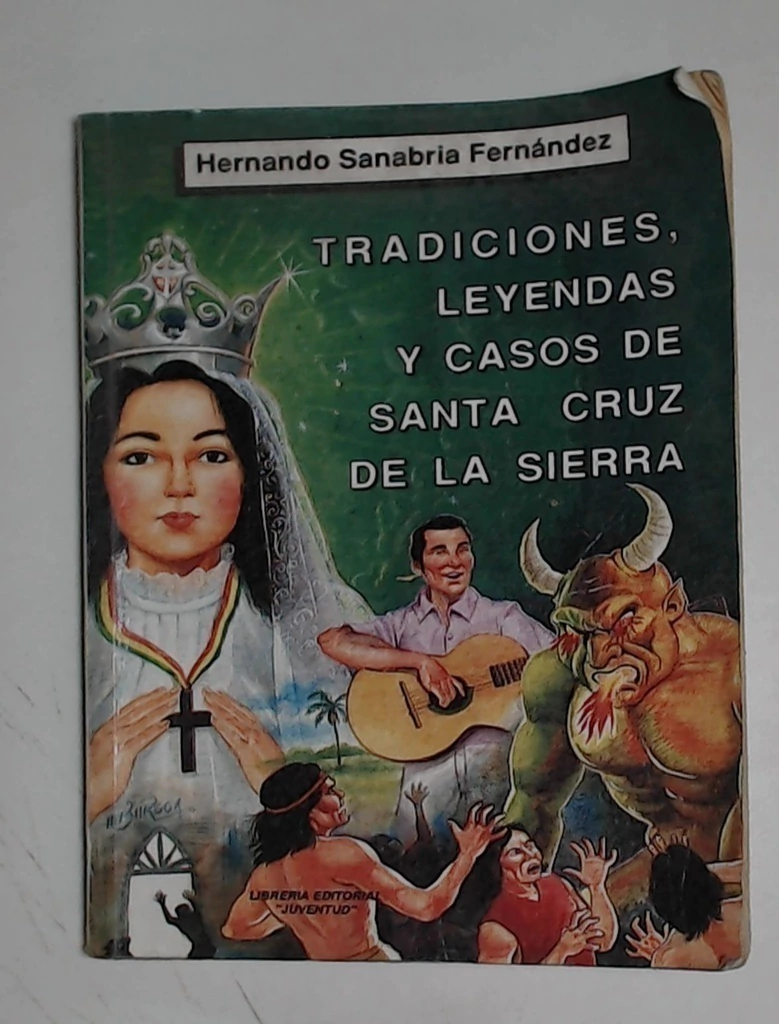 Hernando Sanabria Fernández
TRADICIONES,
LEYENDAS
Y CASOS DE
SANTA CRUZ
DE LA SIERRA
LIBRERIA EDITORIAL
"JUVENTUD"